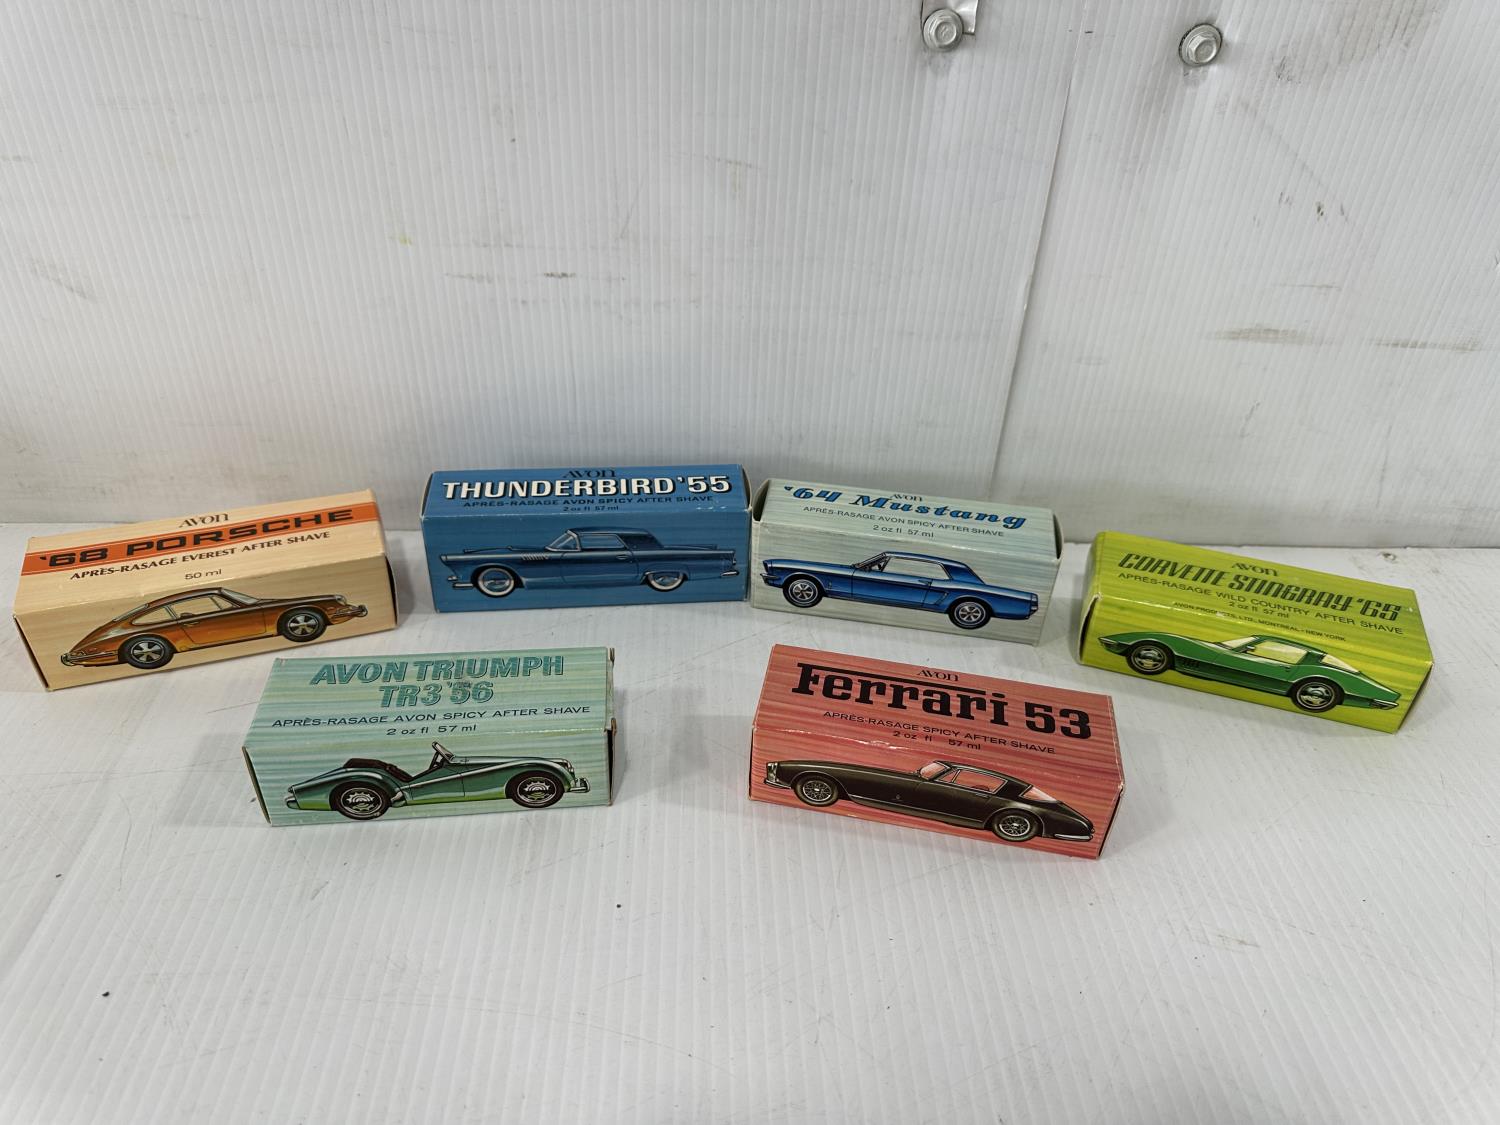 AVON
'68 PORSCHE
APRÈS-RASAGE EVEREST AFTER SHAVE
50 ml
AVON
THUNDERBIRD '55
APRÈS-RASAGE AVON SPICY AFTER SHAVE
2 oz fl 57 ml
AVON
'64 Mustang
APRÈS-RASAGE AVON SPICY AFTER SHAVE
2 oz fl 57 ml
AVON
CORVETTE STINGRAY '65
APRÈS-RASAGE WILD COUNTRY AFTER SHAVE
2 oz fl 57 ml
AVON PRODUCTS, LTD., MONTREAL - NEW YORK
AVON TRIUMPH
TR3 '56
APRÈS-RASAGE AVON SPICY AFTER SHAVE
2 oz fl 57 ml
AVON
Ferrari 53
APRÈS-RASAGE SPICY AFTER SHAVE
2 oz fl 57 ml